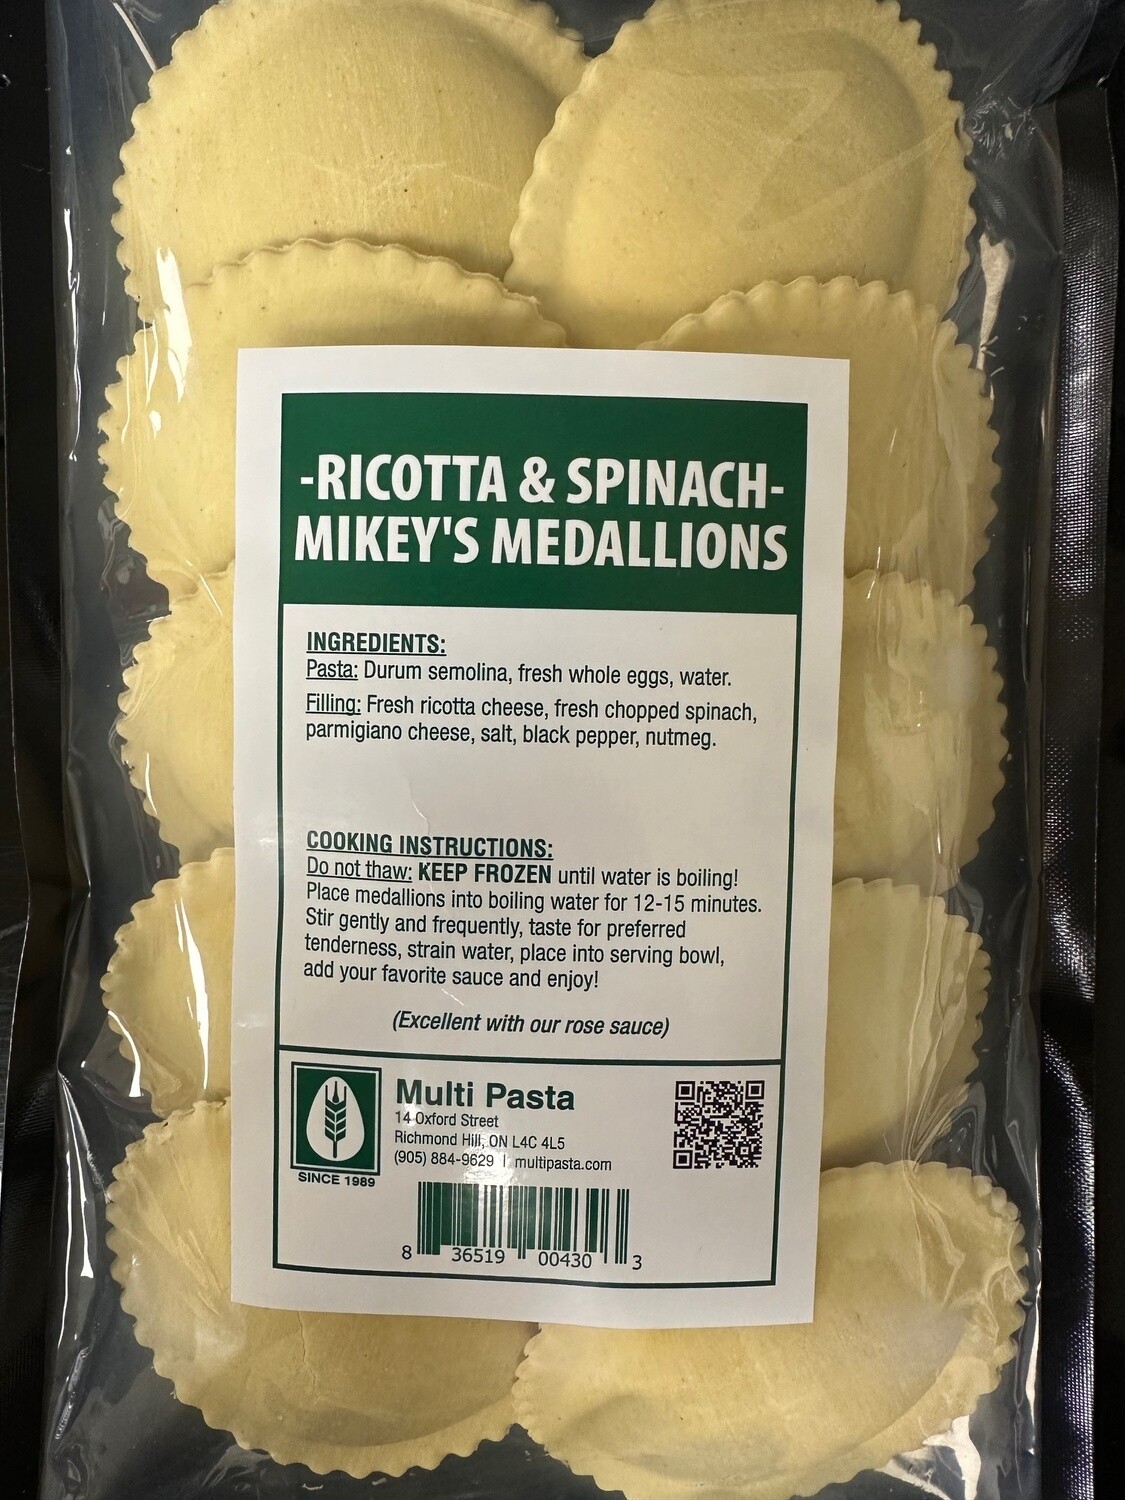 -RICOTTA & SPINACH-
MIKEY'S MEDALLIONS
INGREDIENTS:
Pasta: Durum semolina, fresh whole eggs, water.
Filling: Fresh ricotta cheese, fresh chopped spinach,
parmigiano cheese, salt, black pepper, nutmeg.
COOKING INSTRUCTIONS:
Do not thaw: KEEP FROZEN until water is boiling!
Place medallions into boiling water for 12-15 minutes.
Stir gently and frequently, taste for preferred
tenderness, strain water, place into serving bowl,
add your favorite sauce and enjoy!
(Excellent with our rose sauce)
SINCE 1989
Multi Pasta
14 Oxford Street
Richmond Hill, ON L4C 4L5
(905) 884-9629 | multipasta.com
8 36519 00430 3